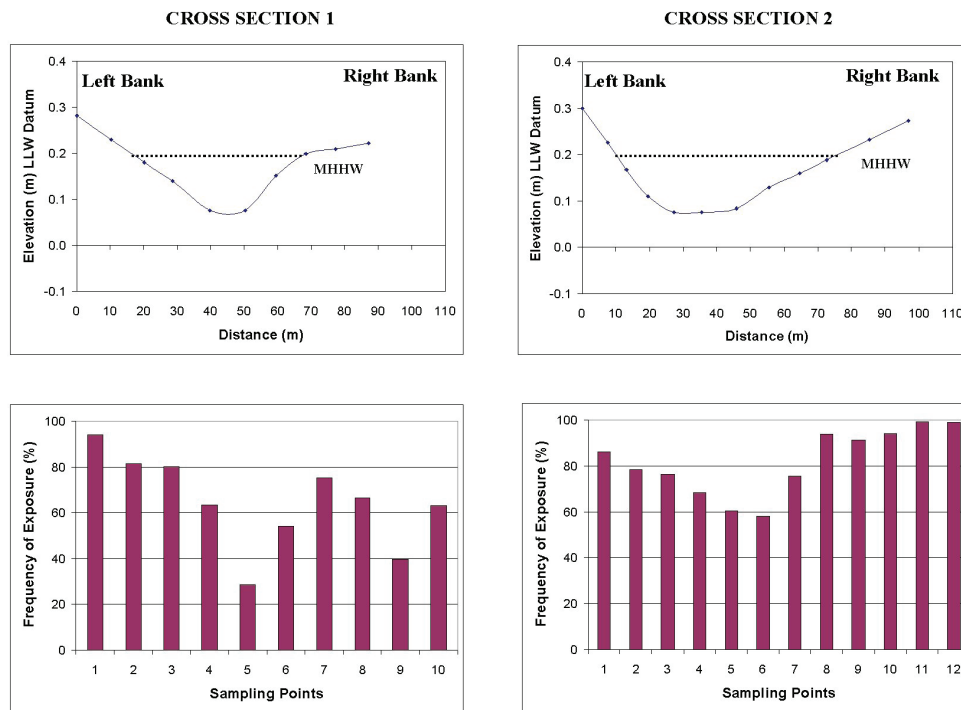 CROSS SECTION 1
CROSS SECTION 2
Elevation (m) LLW Datum
0.4
0.3
0.2
0.1
0.0
-0.1
Left Bank
Right Bank
MHHW
0 10 20 30 40 50 60 70 80 90 100 110
Distance (m)
Elevation (m) LLW Datum
0.4
0.3
0.2
0.1
0.0
-0.1
Left Bank
Right Bank
MHHW
0 10 20 30 40 50 60 70 80 90 100 110
Distance (m)
Frequency of Exposure (%)
100
80
60
40
20
0
1 2 3 4 5 6 7 8 9 10
Sampling Points
Frequency of Exposure (%)
100
80
60
40
20
0
1 2 3 4 5 6 7 8 9 10 11 12
Sampling Points